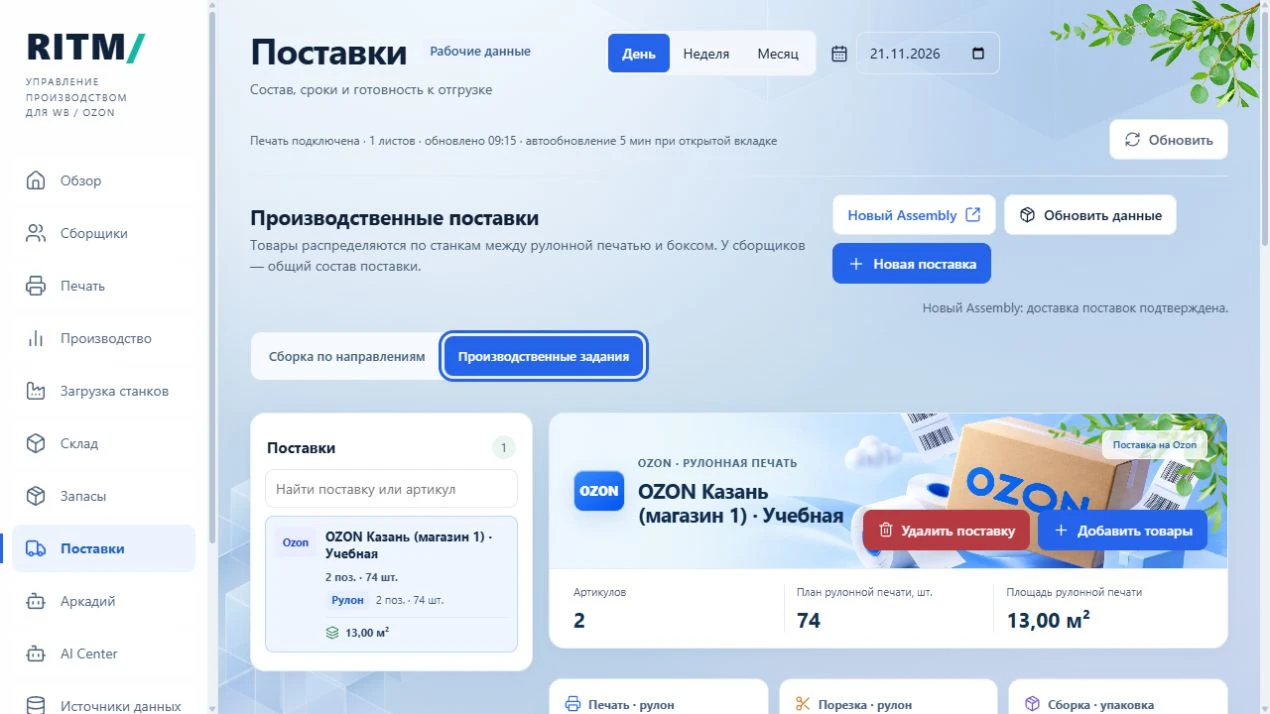 RITM/
УПРАВЛЕНИЕ
ПРОИЗВОДСТВОМ
ДЛЯ WB / OZON
Обзор
Сборщики
Печать
Производство
Загрузка станков
Склад
Запасы
Поставки
Аркадий
AI Center
Источники данных
Поставки
Рабочие данные
День
Неделя
Месяц
21.11.2026
Состав, сроки и готовность к отгрузке
Печать подключена · 1 листов · обновлено 09:15 · автообновление 5 мин при открытой вкладке
Обновить
Производственные поставки
Товары распределяются по станкам между рулонной печатью и боксом. У сборщиков
— общий состав поставки.
Новый Assembly
Обновить данные
+ Новая поставка
Новый Assembly: доставка поставок подтверждена.
Сборка по направлениям
Производственные задания
Поставки
1
Найти поставку или артикул
Ozon
OZON Казань (магазин 1) ·
Учебная
2 поз. · 74 шт.
Рулон
2 поз. · 74 шт.
13,00 м²
Поставка на Ozon
OZON
OZON
OZON · РУЛОННАЯ ПЕЧАТЬ
OZON Казань
(магазин 1) · Учебная
Удалить поставку
+ Добавить товары
Артикулов
2
План рулонной печати, шт.
74
Площадь рулонной печати
13,00 м²
Печать · рулон
Порезка · рулон
Сборка · упаковка